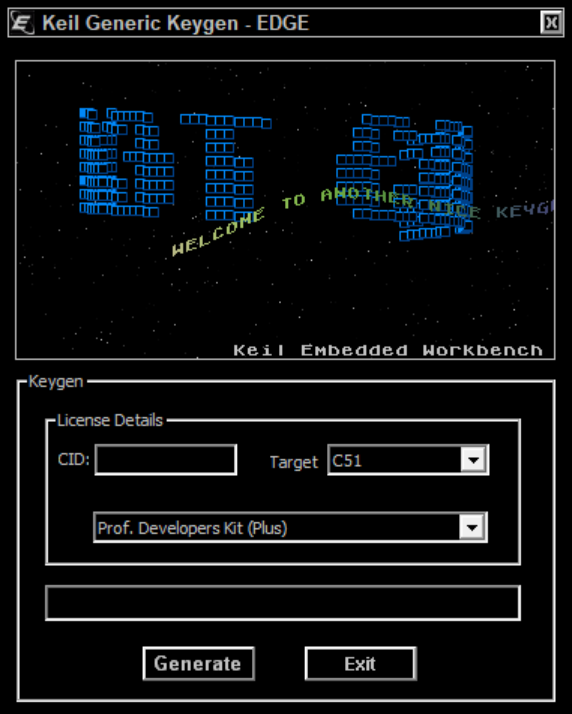 Keil Generic Keygen - EDGE
WELCOME TO ANOTHER NICE
Keil Embedded Workbench
Keygen
License Details
CID:
Target
C51
Prof. Developers Kit (Plus)
Generate
Exit